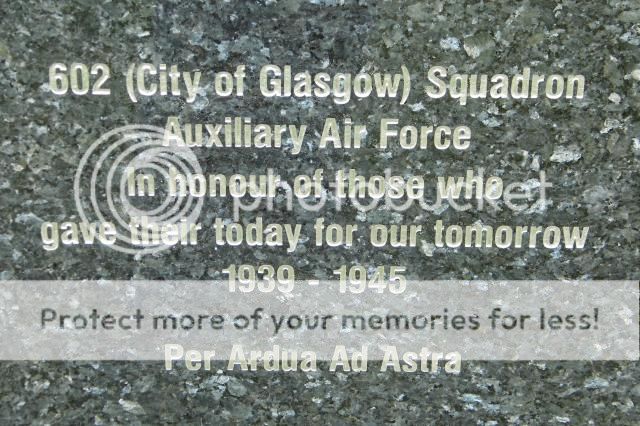 602 (City of Glasgow) Squadron
Auxiliary Air Force
In honour of those who
photobucket
gave their today for our tomorrow
1939 - 1945
Protect more of your memories for less!
Per Ardua Ad Astra